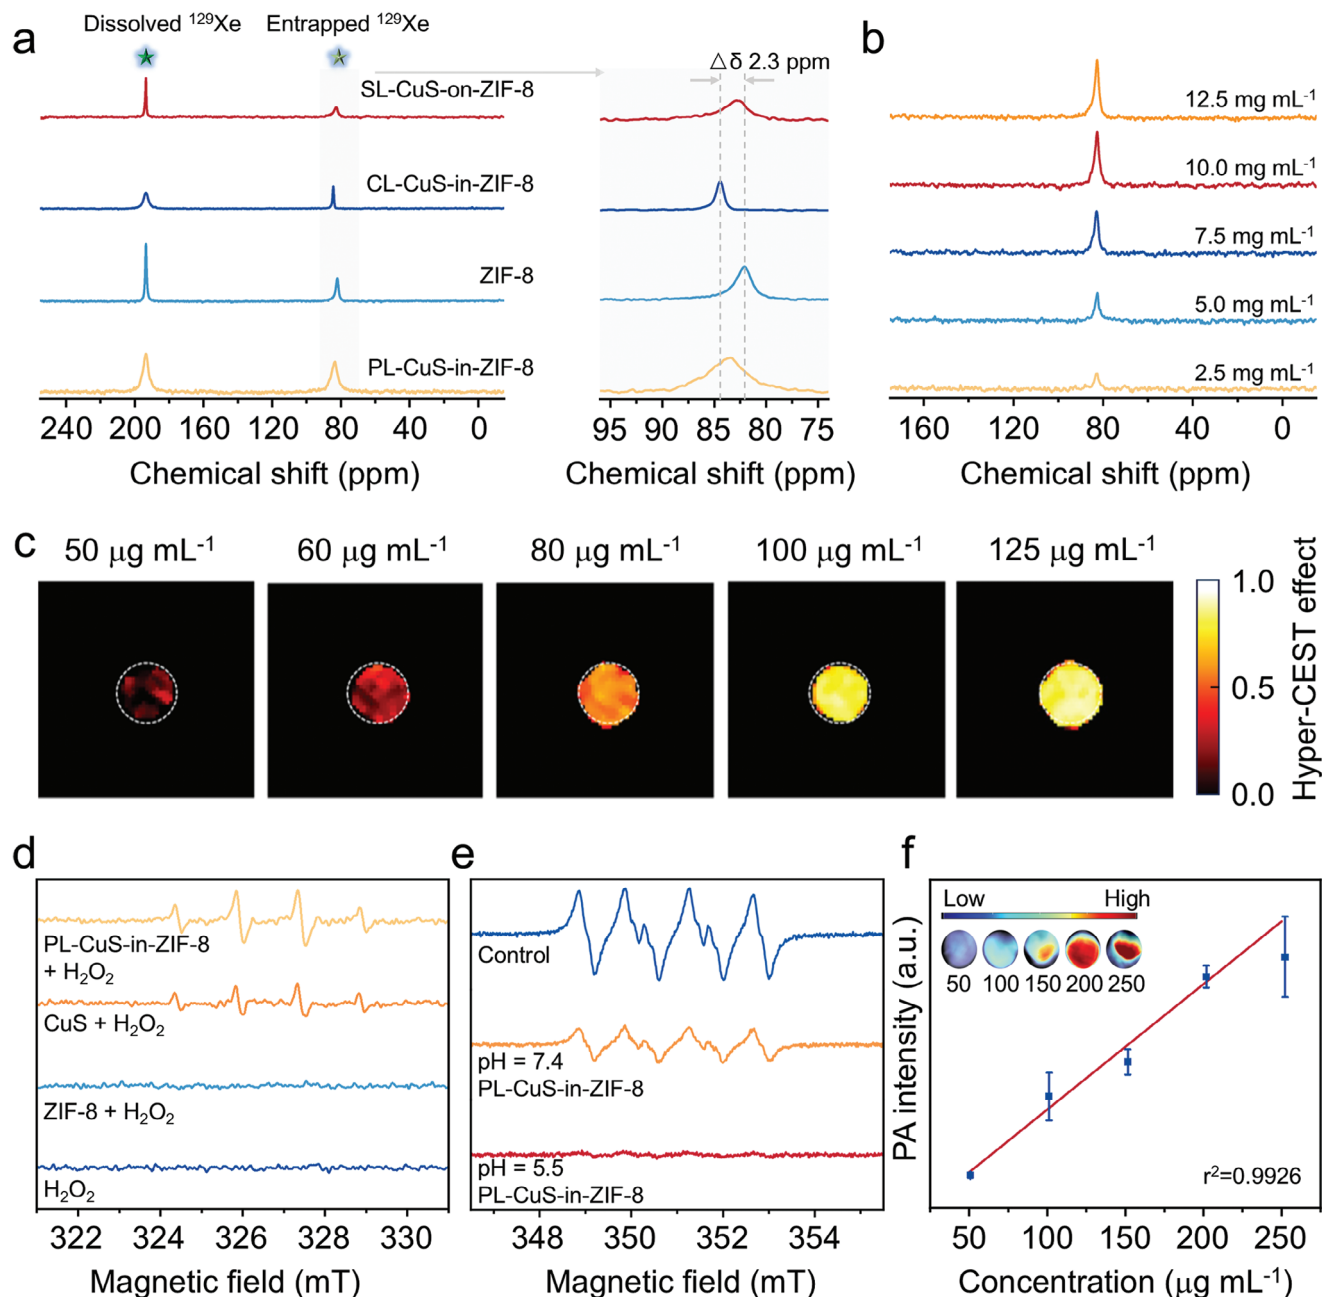 a
Dissolved ¹²⁹Xe
Entrapped ¹²⁹Xe
△ δ 2.3 ppm
SL-CuS-on-ZIF-8
CL-CuS-in-ZIF-8
ZIF-8
PL-CuS-in-ZIF-8
240 200 160 120 80 40 0
Chemical shift (ppm)
95 90 85 80 75
Chemical shift (ppm)
b
12.5 mg mL⁻¹
10.0 mg mL⁻¹
7.5 mg mL⁻¹
5.0 mg mL⁻¹
2.5 mg mL⁻¹
160 120 80 40 0
Chemical shift (ppm)
c
50 μg mL⁻¹
60 μg mL⁻¹
80 μg mL⁻¹
100 μg mL⁻¹
125 μg mL⁻¹
1.0
0.5
0.0
Hyper-CEST effect
d
PL-CuS-in-ZIF-8
+ H₂O₂
CuS + H₂O₂
ZIF-8 + H₂O₂
H₂O₂
322 324 326 328 330
Magnetic field (mT)
e
Control
pH = 7.4
PL-CuS-in-ZIF-8
pH = 5.5
PL-CuS-in-ZIF-8
348 350 352 354
Magnetic field (mT)
f
Low High
50 100 150 200 250
r²=0.9926
PA intensity (a.u.)
50 100 150 200 250
Concentration (μg mL⁻¹)